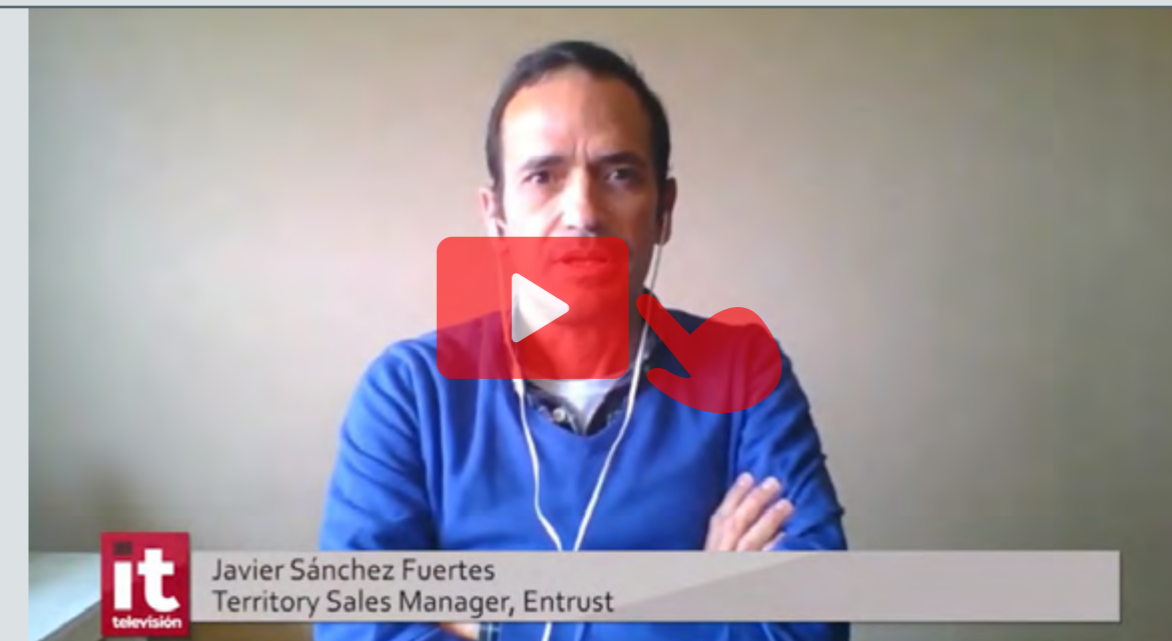 Javier Sánchez Fuertes
Territory Sales Manager, Entrust
it
televisión